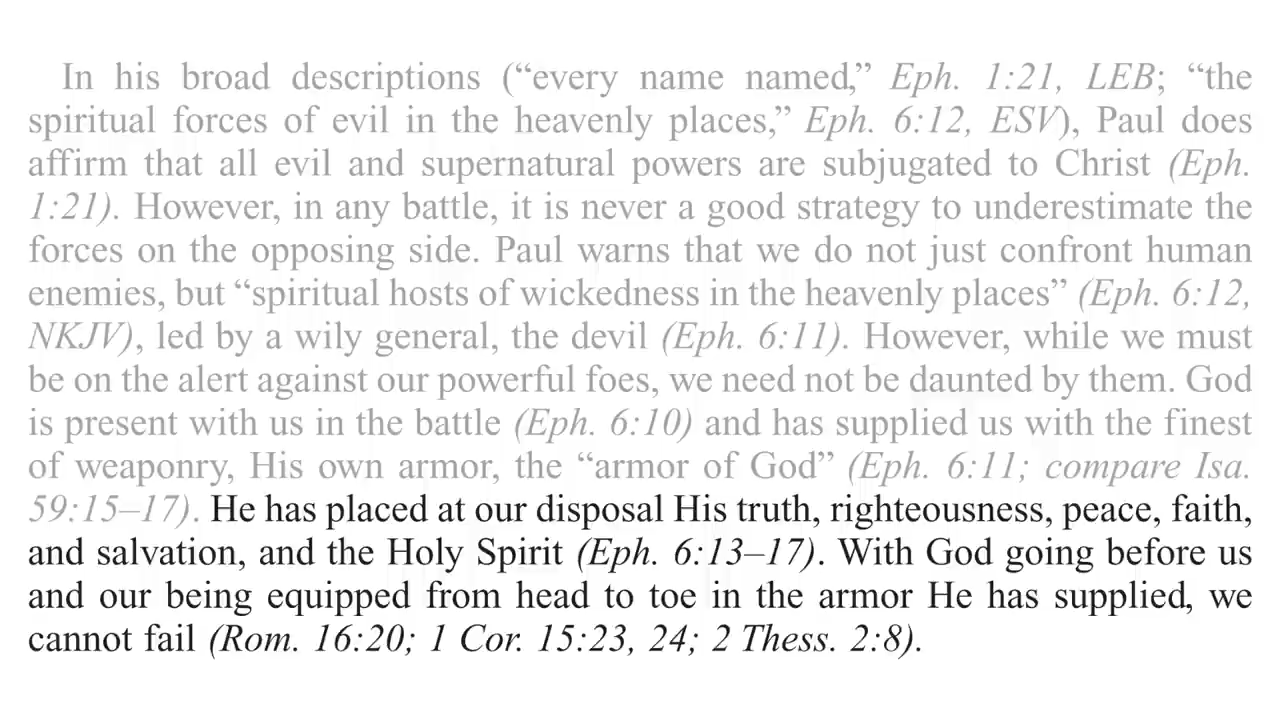 In his broad descriptions (“every name named,” Eph. 1:21, LEB; “the
spiritual forces of evil in the heavenly places,” Eph. 6:12, ESV), Paul does
affirm that all evil and supernatural powers are subjugated to Christ (Eph.
1:21). However, in any battle, it is never a good strategy to underestimate the
forces on the opposing side. Paul warns that we do not just confront human
enemies, but “spiritual hosts of wickedness in the heavenly places” (Eph. 6:12,
NKJV), led by a wily general, the devil (Eph. 6:11). However, while we must
be on the alert against our powerful foes, we need not be daunted by them. God
is present with us in the battle (Eph. 6:10) and has supplied us with the finest
of weaponry, His own armor, the “armor of God” (Eph. 6:11; compare Isa.
59:15–17). He has placed at our disposal His truth, righteousness, peace, faith,
and salvation, and the Holy Spirit (Eph. 6:13–17). With God going before us
and our being equipped from head to toe in the armor He has supplied, we
cannot fail (Rom. 16:20; 1 Cor. 15:23, 24; 2 Thess. 2:8).